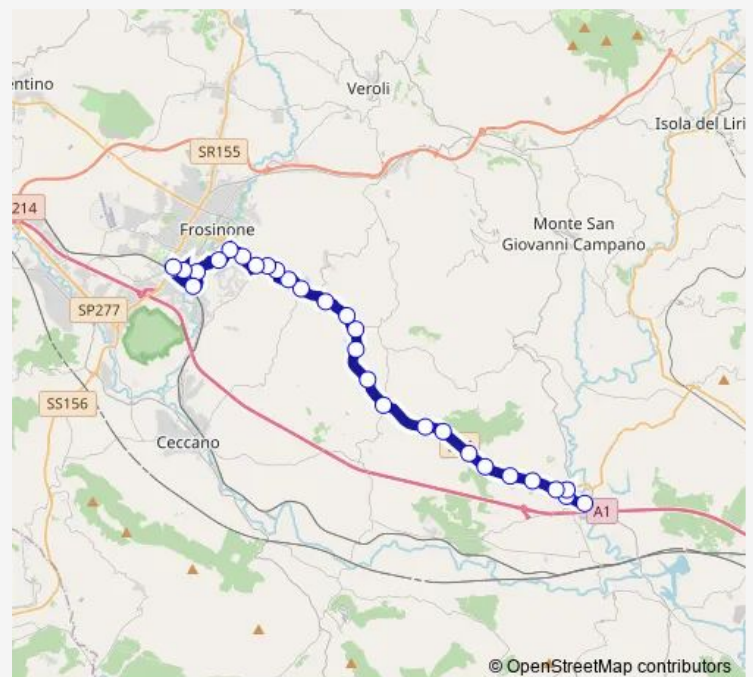 entino
Veroli
Isola del Liri
SR155
214
Frosinone
Monte San
Giovanni Campano
SP277
SS156
Ceccano
A1
© OpenStreetMap contributors